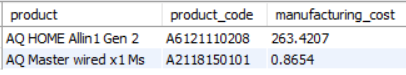 product product_code manufacturing_cost
AQ HOME Allin1 Gen 2 A6121110208 263.4207
AQ Master wired x1 Ms A2118150101 0.8654